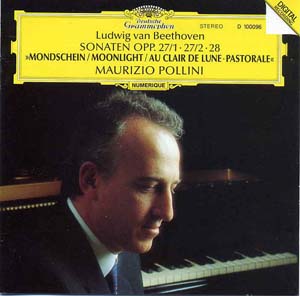 Deutsche
Grammophon
STEREO D 100096
DIGITAL
Ludwig van Beethoven
SONATEN OPP. 27/1 · 27/2 · 28
»MONDSCHEIN / MOONLIGHT / AU CLAIR DE LUNE · PASTORALE«
MAURIZIO POLLINI
NUMERIQUE